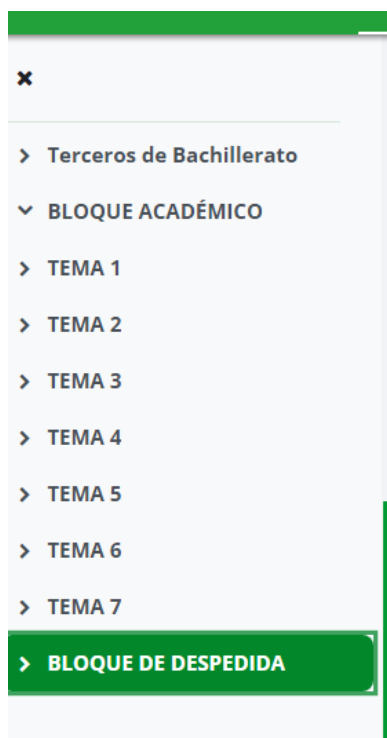 Terceros de Bachillerato
BLOQUE ACADÉMICO
TEMA 1
TEMA 2
TEMA 3
TEMA 4
TEMA 5
TEMA 6
TEMA 7
BLOQUE DE DESPEDIDA